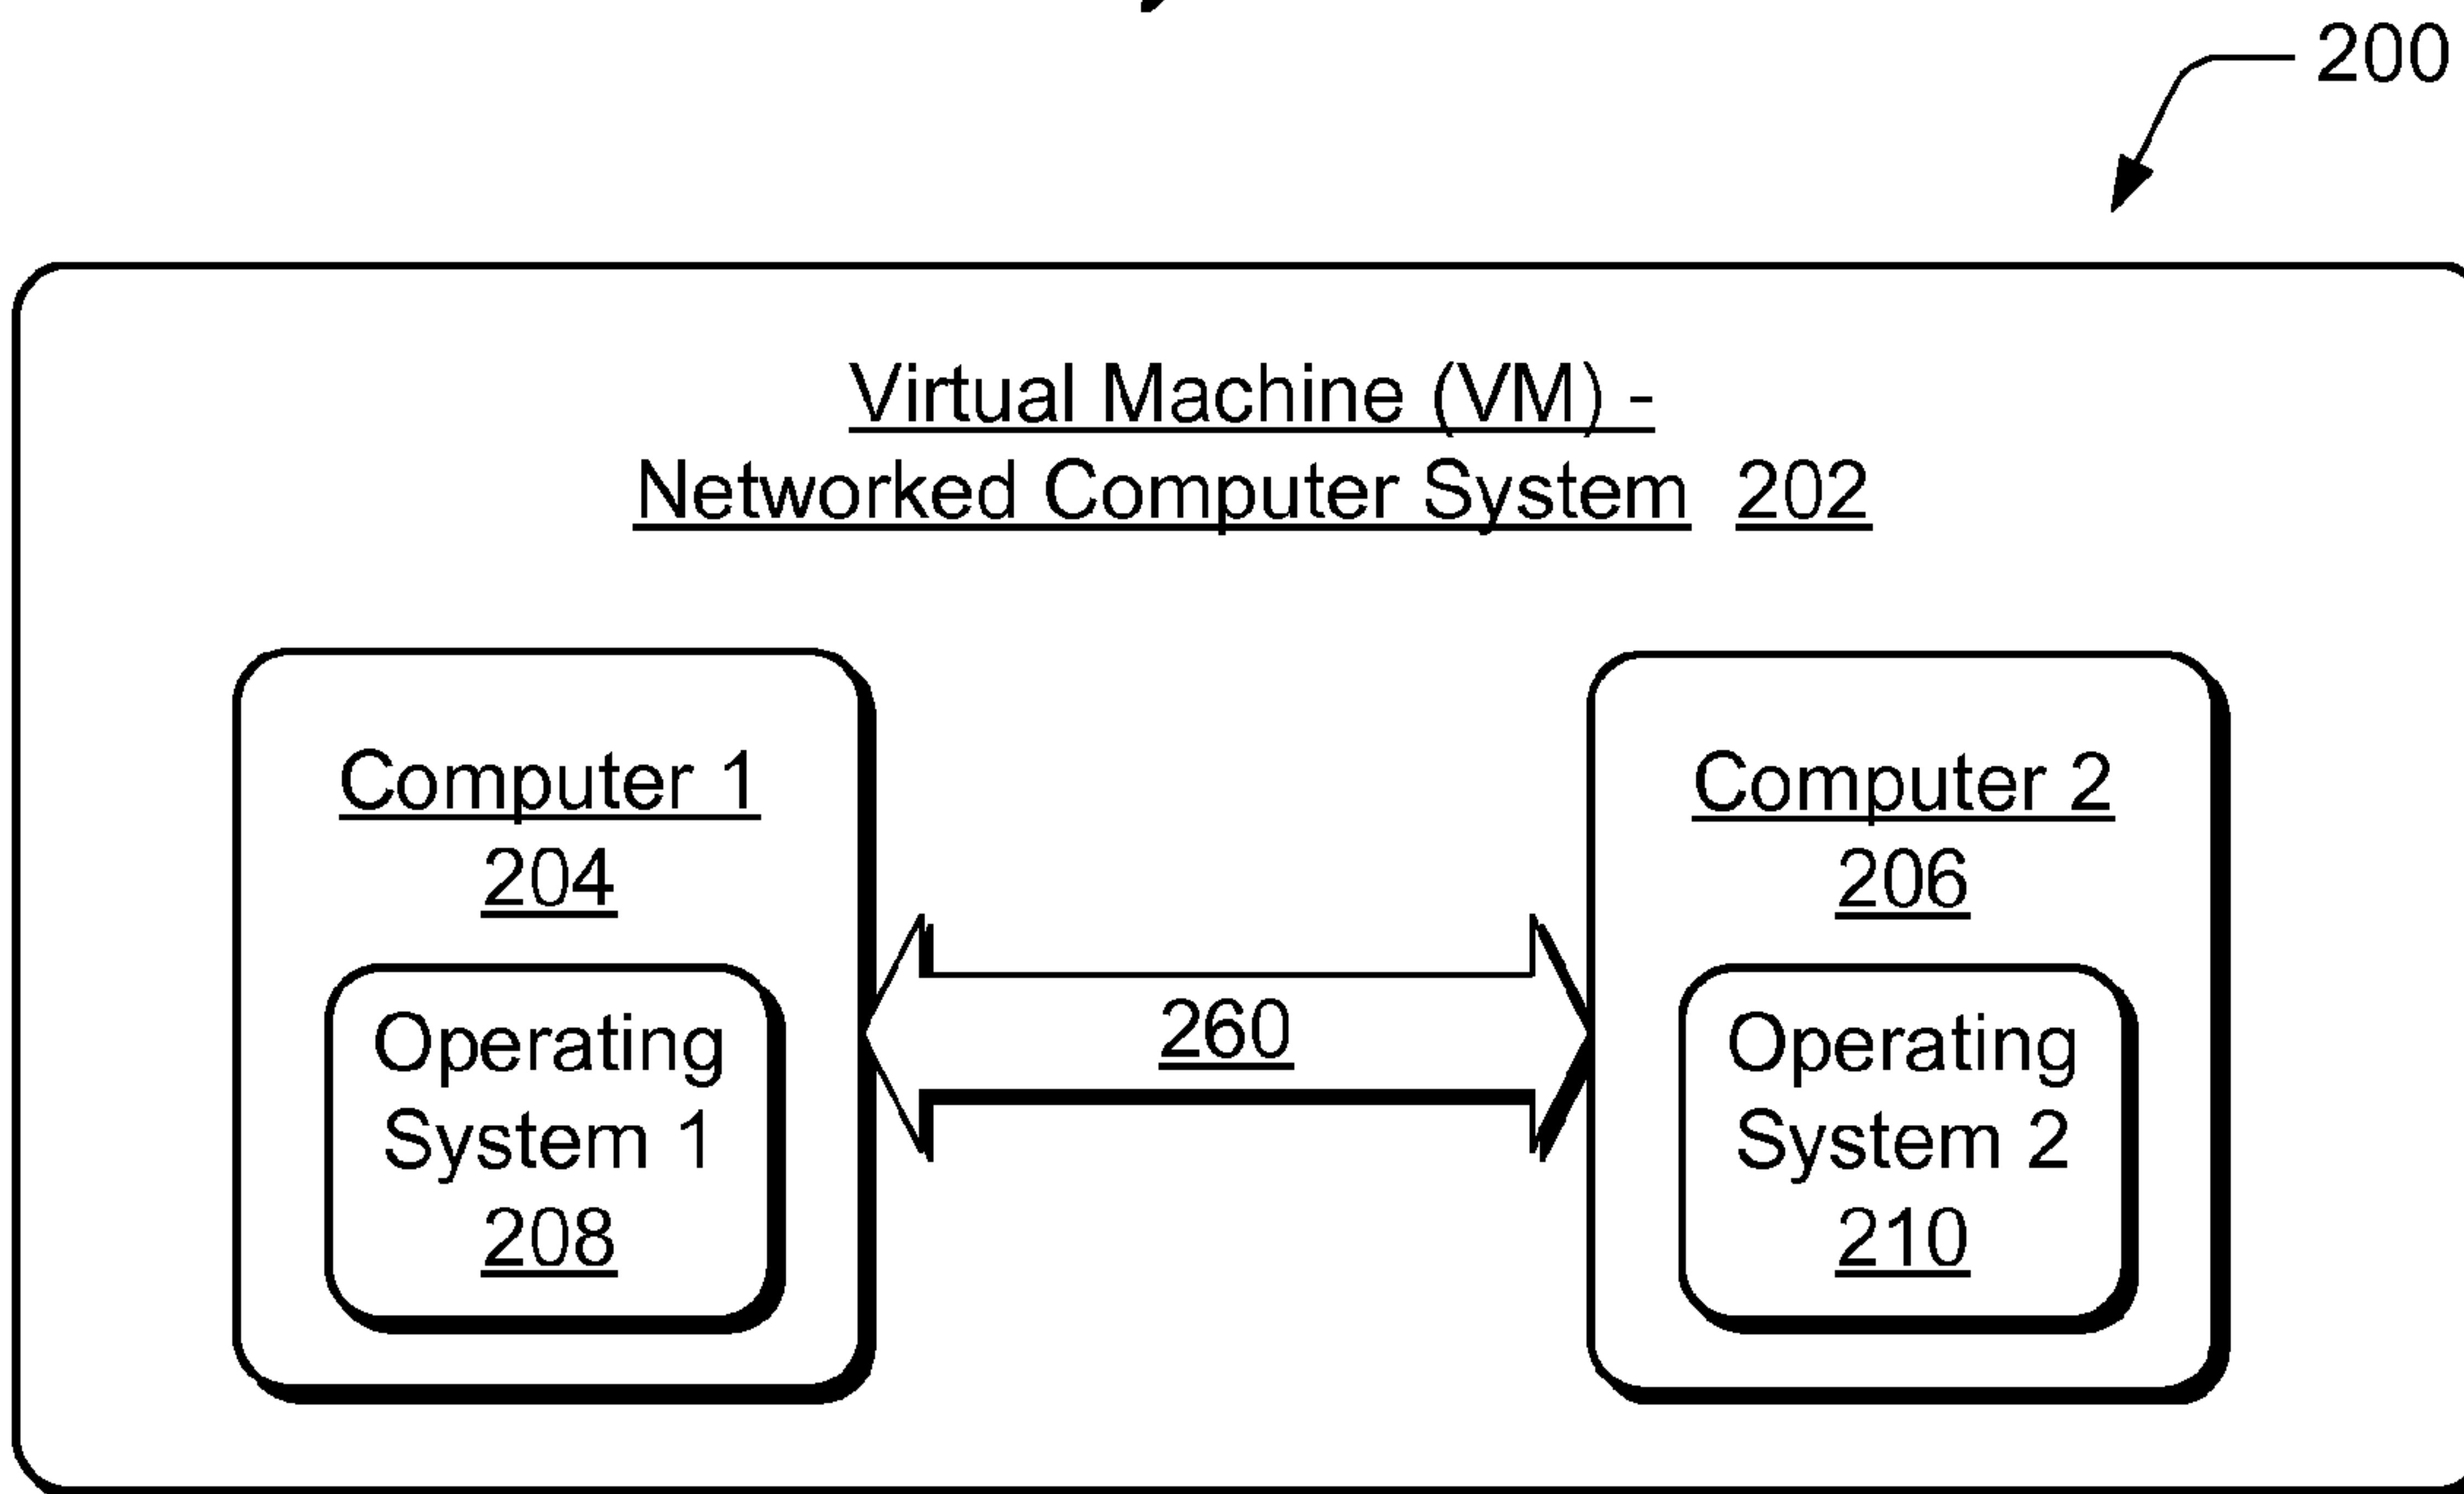 200
Virtual Machine (VM) -
Networked Computer System 202
Computer 1
204
Operating
System 1
208
260
Computer 2
206
Operating
System 2
210